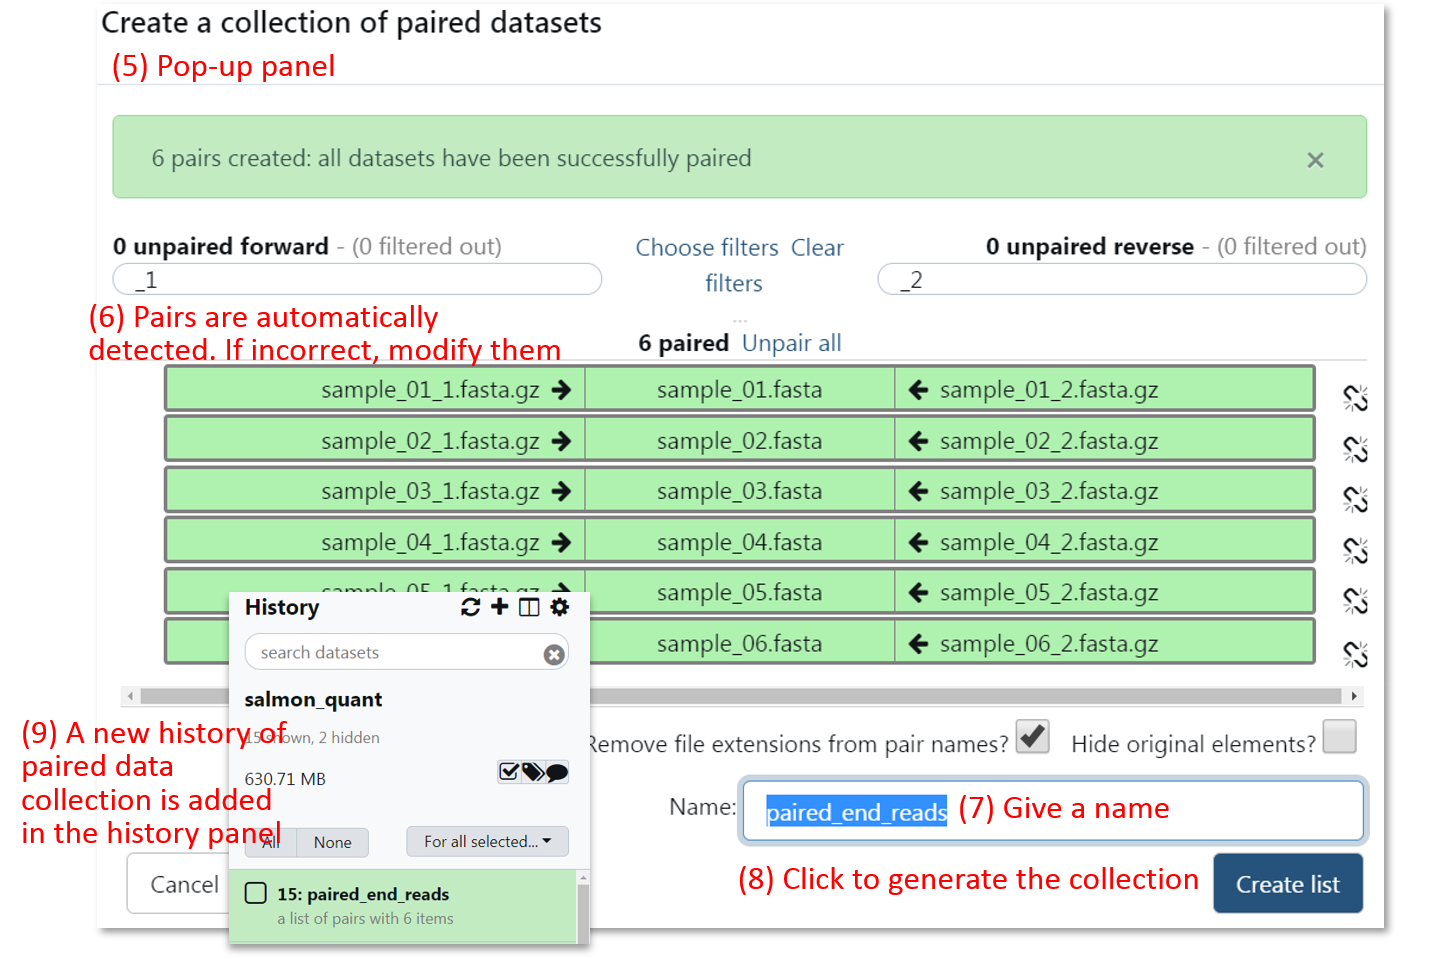 Create a collection of paired datasets
(5) Pop-up panel
6 pairs created: all datasets have been successfully paired ×
0 unpaired forward - (0 filtered out)
Choose filters Clear
filters
0 unpaired reverse - (0 filtered out)
_1
_2
(6) Pairs are automatically
detected. If incorrect, modify them
...
6 paired Unpair all
sample_01_1.fasta.gz → sample_01.fasta ← sample_01_2.fasta.gz
sample_02_1.fasta.gz → sample_02.fasta ← sample_02_2.fasta.gz
sample_03_1.fasta.gz → sample_03.fasta ← sample_03_2.fasta.gz
sample_04_1.fasta.gz → sample_04.fasta ← sample_04_2.fasta.gz
sample_05_1.fasta.gz → sample_05.fasta ← sample_05_2.fasta.gz
sample_06.fasta ← sample_06_2.fasta.gz
Remove file extensions from pair names? Hide original elements?
Name: paired_end_reads (7) Give a name
(8) Click to generate the collection
Cancel
Create list
History
search datasets
salmon_quant
15 shown, 2 hidden
630.71 MB
All None For all selected...
15: paired_end_reads
a list of pairs with 6 items
(9) A new history of
paired data
collection is added
in the history panel